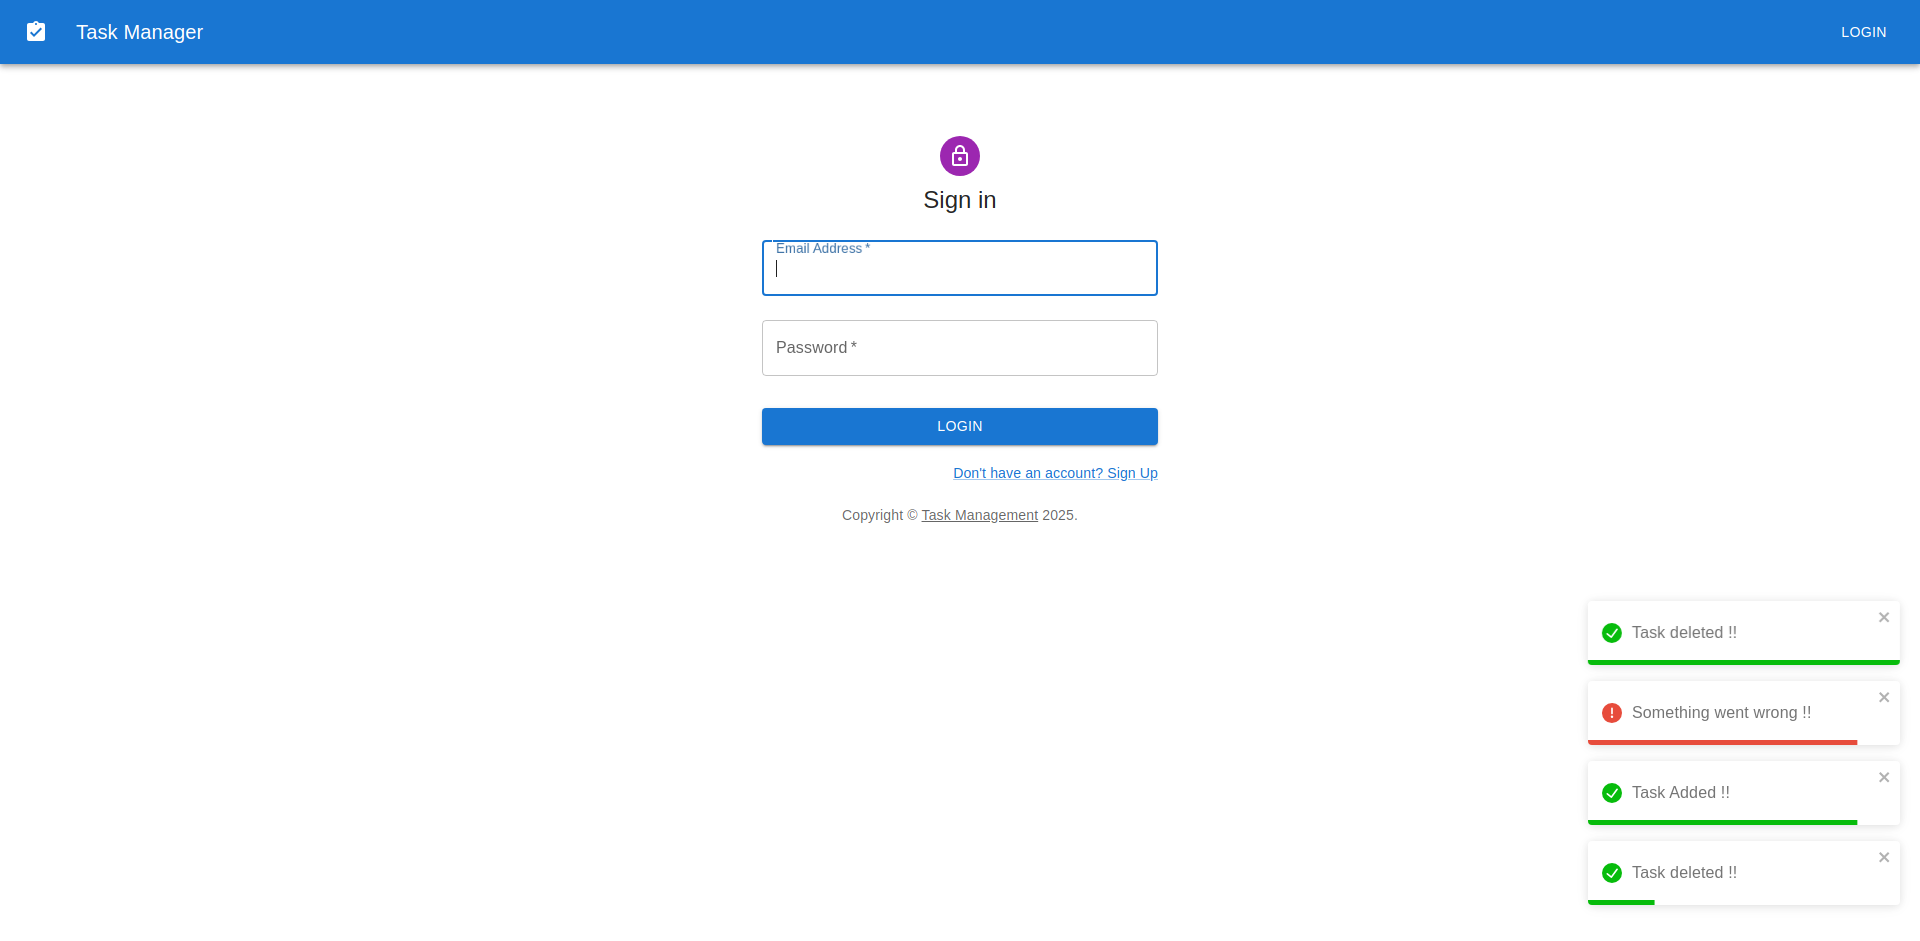 Task Manager
LOGIN
Sign in
Email Address *
Password *
LOGIN
Don't have an account? Sign Up
Copyright © Task Management 2025.
Task deleted !!
Something went wrong !!
Task Added !!
Task deleted !!